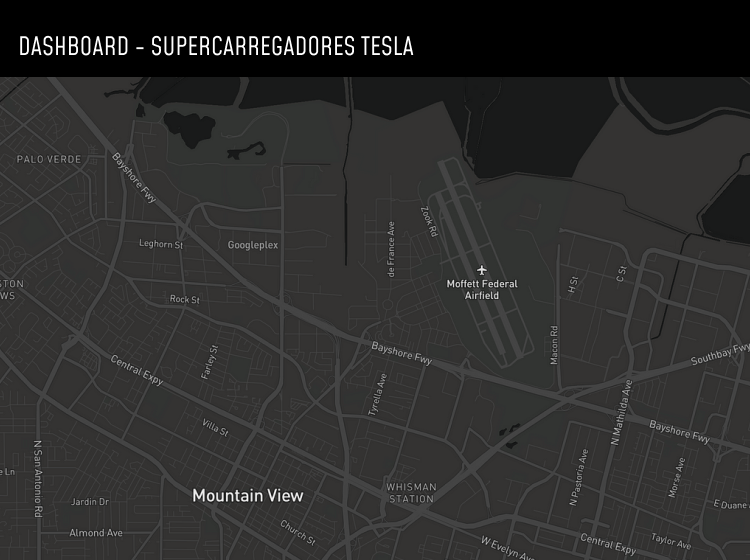 DASHBOARD - SUPERCARREGADORES TESLA
PALO VERDE
Bayshore Fwy
Leghorn St
Googleplex
de France Ave
Zook Rd
Moffett Federal
Airfield
H St
C St
STON
WS
Rock St
Farley St
Central Expy
Bayshore Fwy
Macon Rd
Southbay Fwy
Tyrella Ave
N Mathilda Ave
Villa St
Bayshore Fwy
N San Antonio Rd
e Ln
Mountain View
WHISMAN
STATION
N Pastoria Ave
Morse Ave
Jardin Dr
E Duane A
Almond Ave
Church St
W Evelyn Ave
Central Expy
Taylor Ave